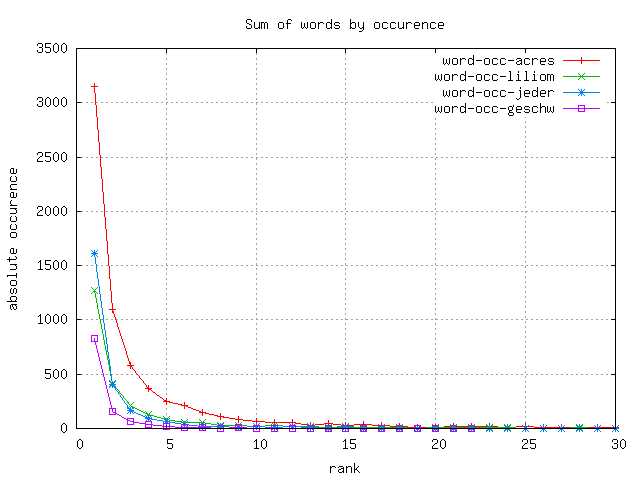 Sum of words by occurence
3500
3000
2500
2000
1500
1000
500
0
absolute occurence
word-occ-acres
word-occ-liliom
word-occ-jeder
word-occ-geschw
0 5 10 15 20 25 30
rank